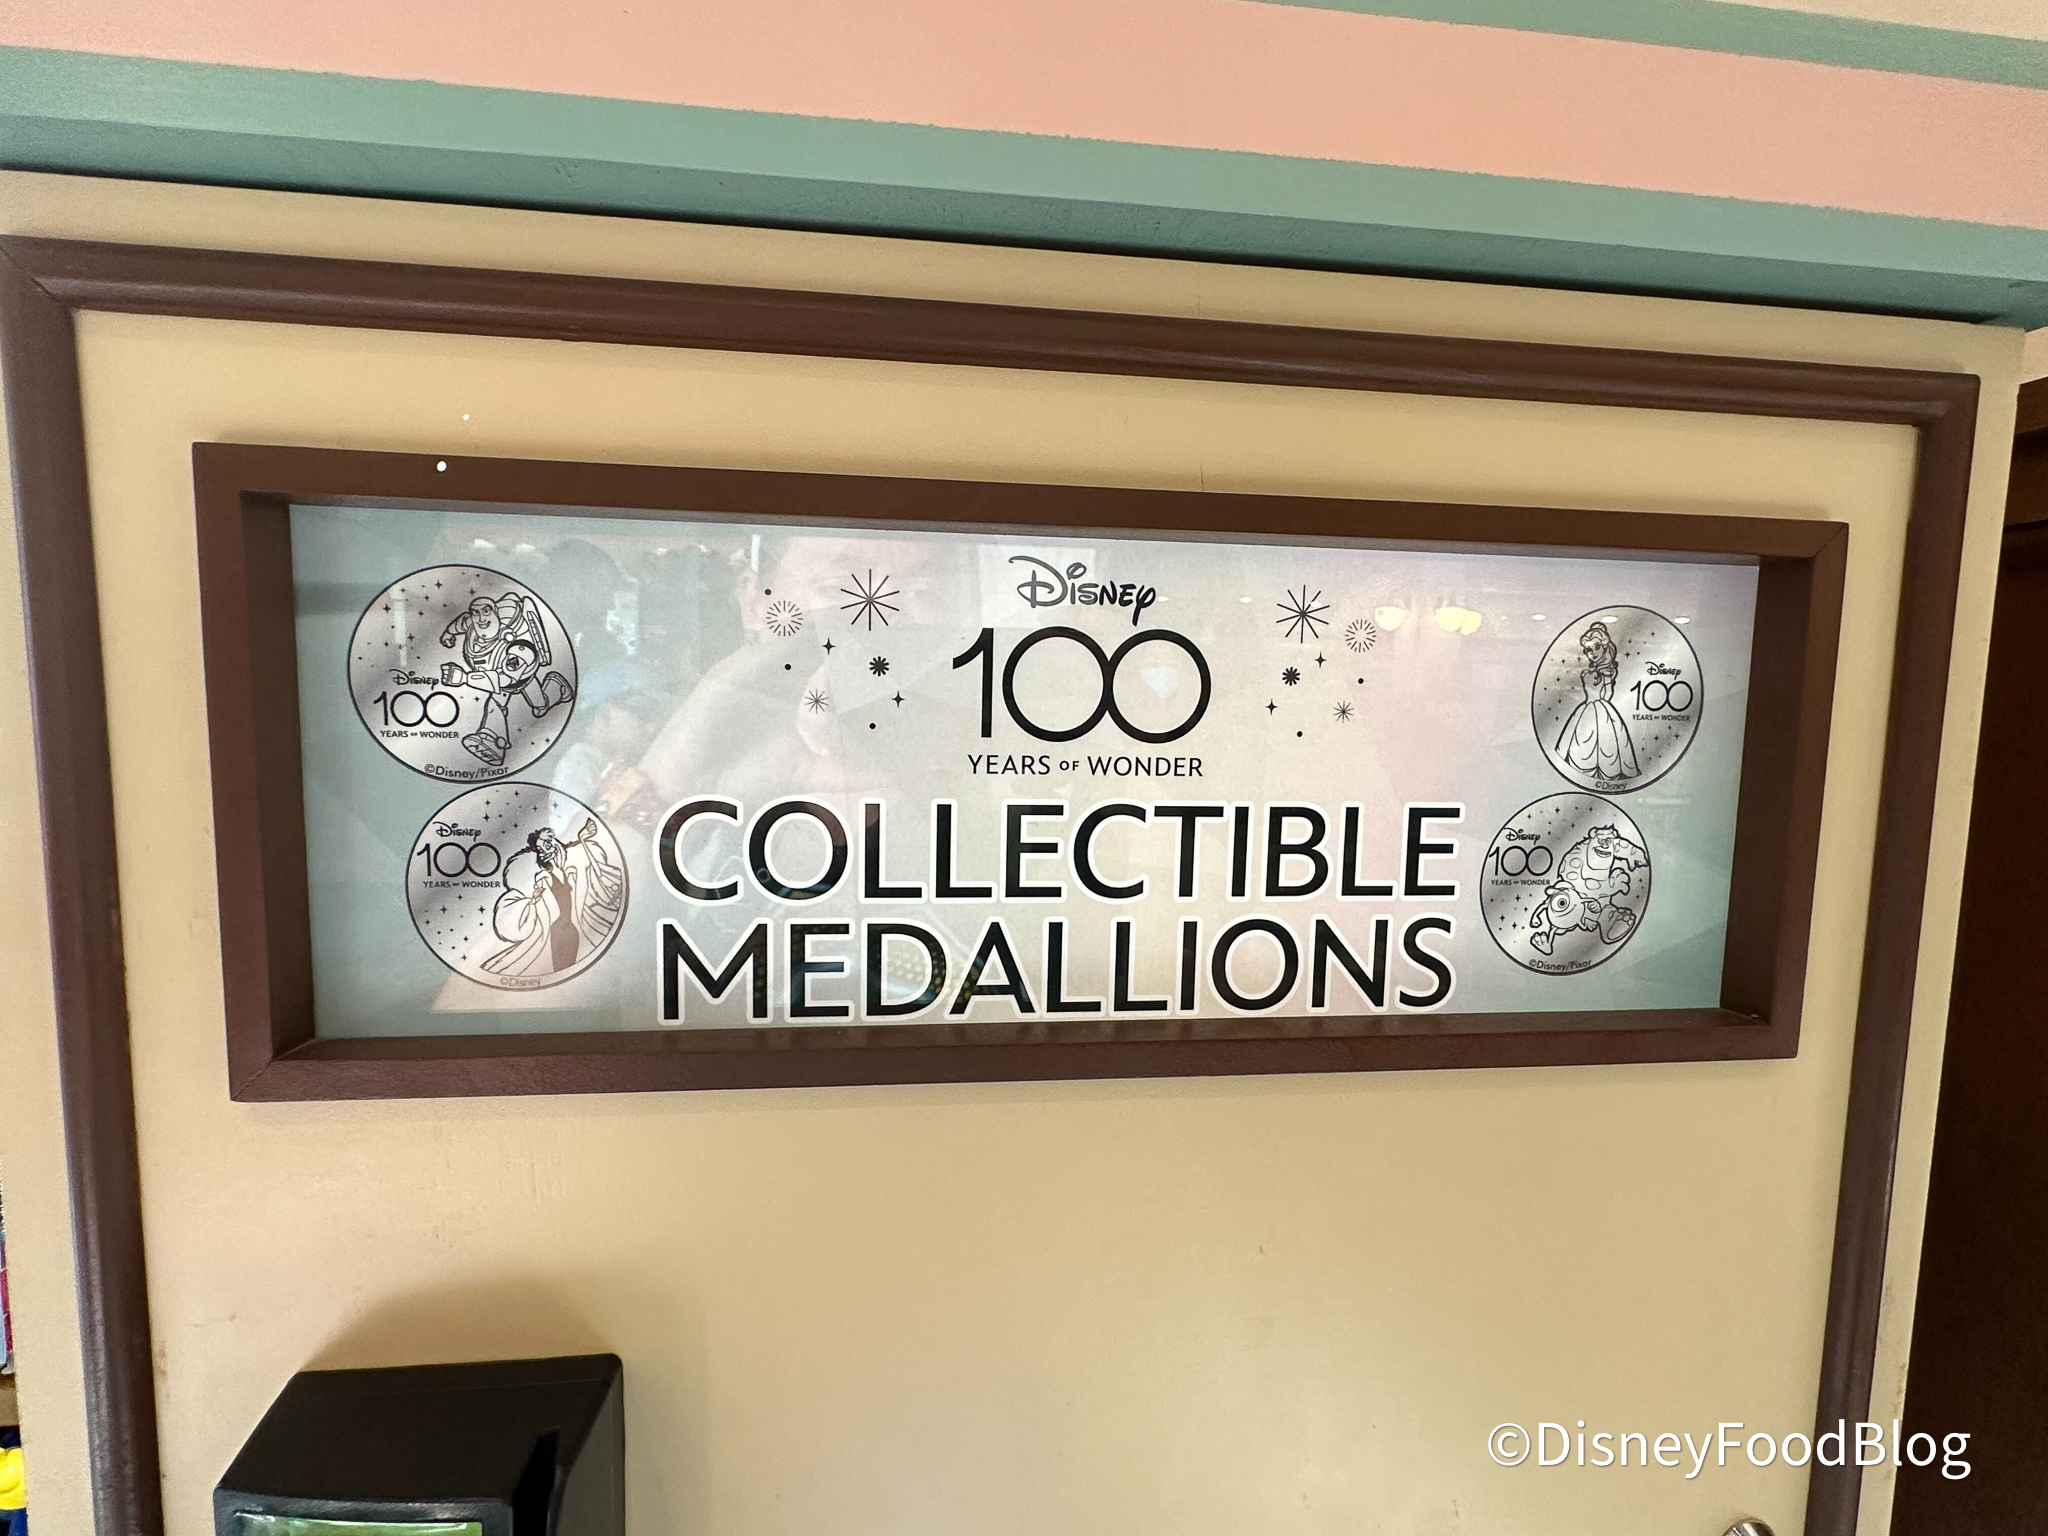 Disney
100
YEARS OF WONDER
COLLECTIBLE
MEDALLIONS
Disney
100
YEARS OF WONDER
©Disney/Pixar
Disney
100
YEARS OF WONDER
©Disney
Disney
100
YEARS OF WONDER
©Disney
Disney
100
YEARS OF WONDER
©Disney/Pixar
©DisneyFoodBlog